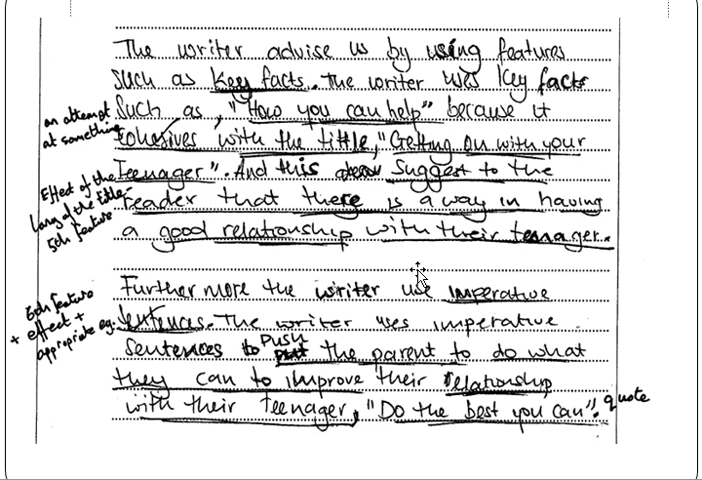 The writer advise us by using features
such as key facts. The writer uses key facts
such as, "How you can help" because it
an attempt
at something
cohesives with the tittle, "Getting on with your
Teenager". And this suggest to the
Effect of the
lang of the title
5th feature
reader that there is a way in having
a good relationship with their tenager.
Further more the writer use imperative
6th feature
+ effect +
appropriate eg.
sentences. The writer uses imperative
sentences to push the parent to do what
they can to improve their relationship
with their teenager, "Do the best you can". quote